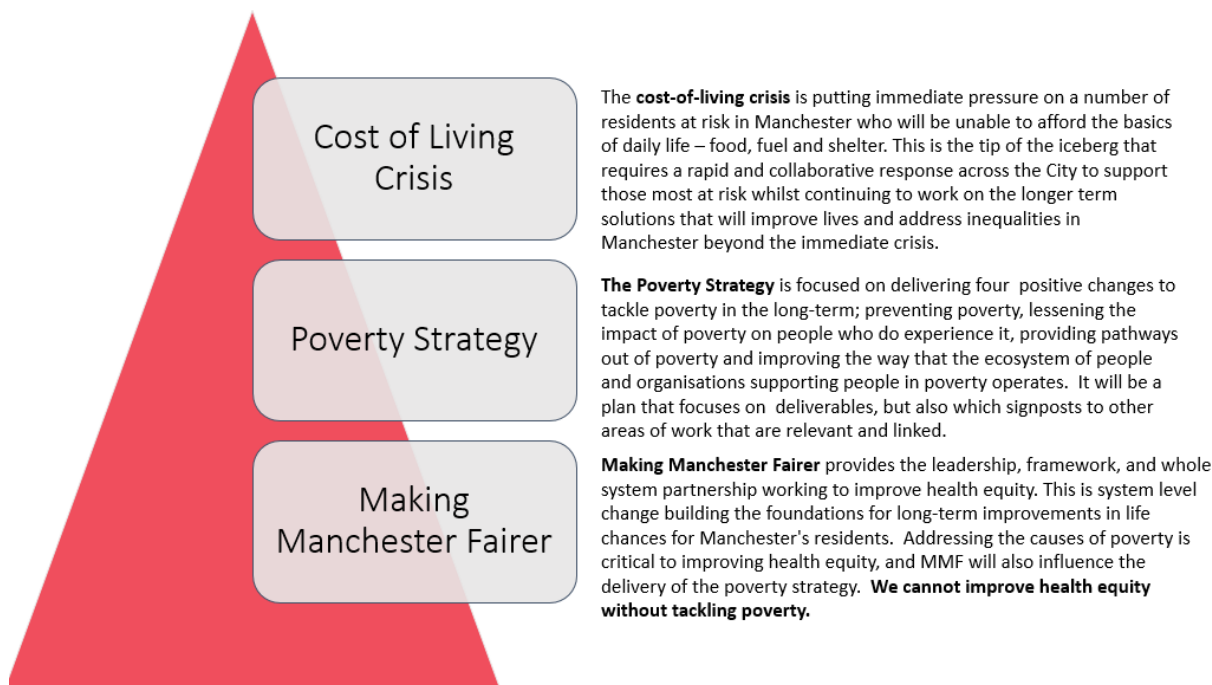 Cost of Living
Crisis
The cost-of-living crisis is putting immediate pressure on a number of
residents at risk in Manchester who will be unable to afford the basics
of daily life – food, fuel and shelter. This is the tip of the iceberg that
requires a rapid and collaborative response across the City to support
those most at risk whilst continuing to work on the longer term
solutions that will improve lives and address inequalities in
Manchester beyond the immediate crisis.
Poverty Strategy
The Poverty Strategy is focused on delivering four positive changes to
tackle poverty in the long-term; preventing poverty, lessening the
impact of poverty on people who do experience it, providing pathways
out of poverty and improving the way that the ecosystem of people
and organisations supporting people in poverty operates. It will be a
plan that focuses on deliverables, but also which signposts to other
areas of work that are relevant and linked.
Making
Manchester Fairer
Making Manchester Fairer provides the leadership, framework, and whole
system partnership working to improve health equity. This is system level
change building the foundations for long-term improvements in life
chances for Manchester's residents. Addressing the causes of poverty is
critical to improving health equity, and MMF will also influence the
delivery of the poverty strategy. We cannot improve health equity
without tackling poverty.